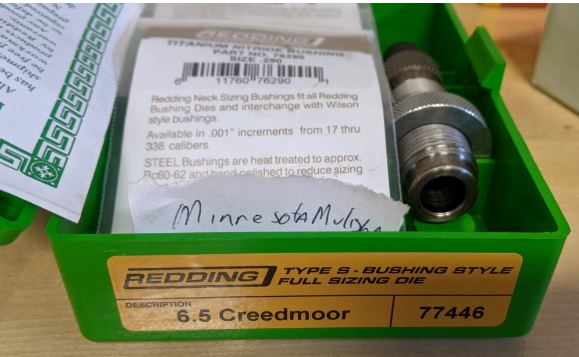 REDDING
TITANIUM NITRIDE BUSHING
PART NO. 76290
SIZE .290
6 11760 76290 1
Redding Neck Sizing Bushings fit all Redding
Bushing Dies and interchange with Wilson
style bushings.
Available in .001" increments from 17 thru
338 calibers.
STEEL Bushings are heat treated to approx.
Rc60-62 and hand polished to reduce sizing
REDDING
TYPE S - BUSHING STYLE
FULL SIZING DIE
DESCRIPTION
6.5 Creedmoor
77446